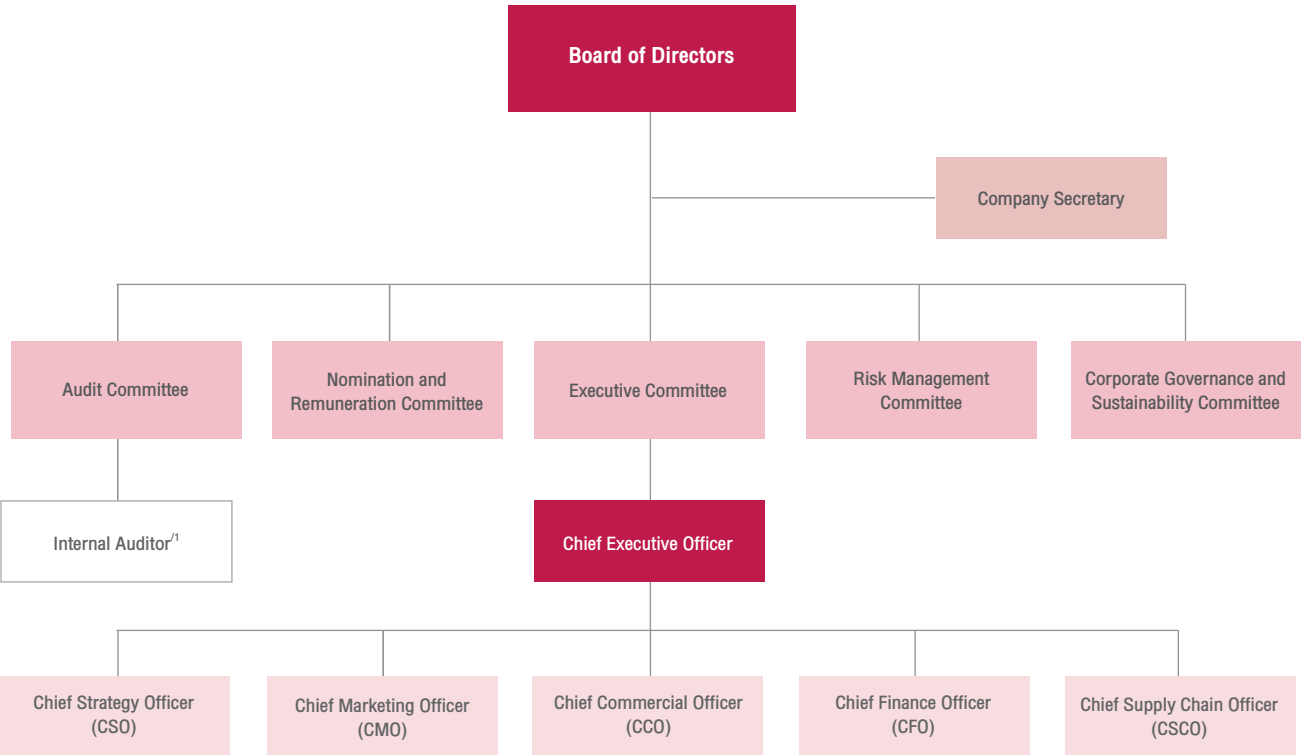 Board of Directors
Company Secretary
Audit Committee
Nomination and
Remuneration Committee
Executive Committee
Risk Management
Committee
Corporate Governance and
Sustainability Committee
Internal Auditor/1
Chief Executive Officer
Chief Strategy Officer
(CSO)
Chief Marketing Officer
(CMO)
Chief Commercial Officer
(CCO)
Chief Finance Officer
(CFO)
Chief Supply Chain Officer
(CSCO)